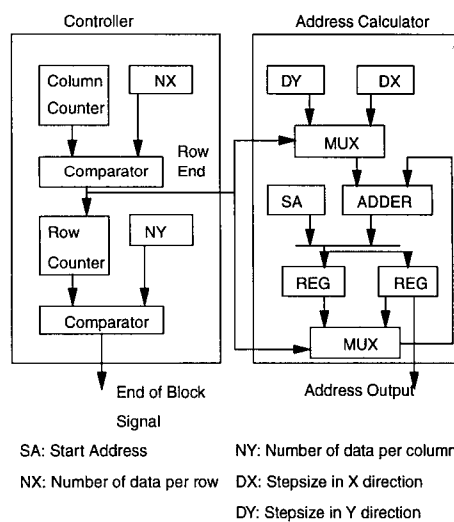 Controller
Address Calculator
Column
Counter
NX
DY
DX
MUX
Row
End
Comparator
SA
ADDER
Row
Counter
NY
REG
REG
Comparator
MUX
End of Block
Signal
Address Output
SA: Start Address
NY: Number of data per column
NX: Number of data per row
DX: Stepsize in X direction
DY: Stepsize in Y direction